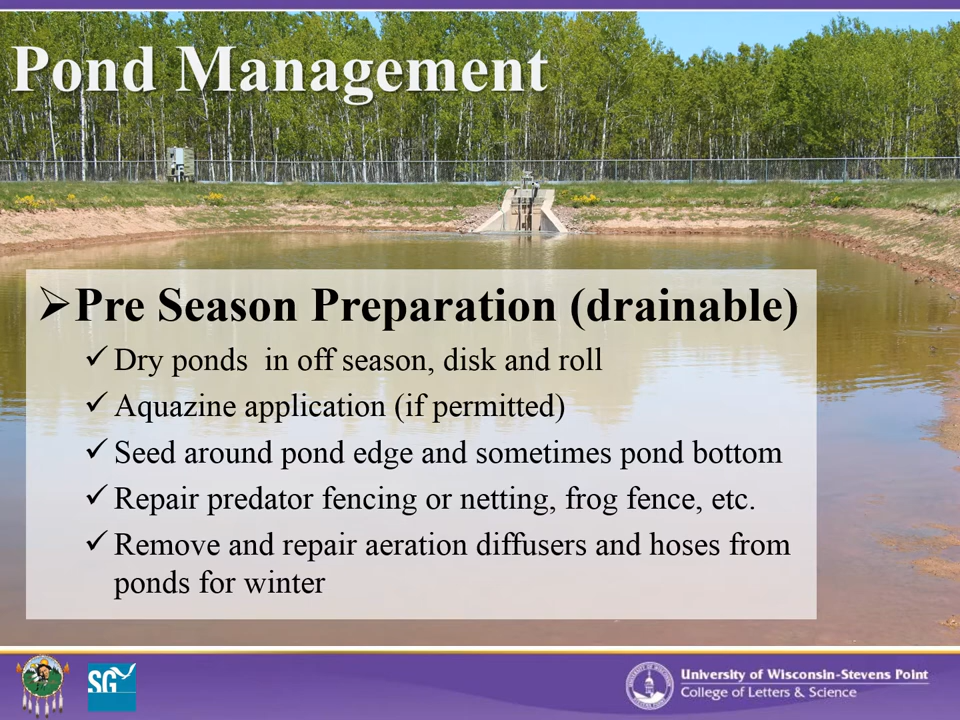 Pond Management
➢Pre Season Preparation (drainable)
✓ Dry ponds  in off season, disk and roll
✓ Aquazine application (if permitted)
✓ Seed around pond edge and sometimes pond bottom
✓ Repair predator fencing or netting, frog fence, etc.
✓ Remove and repair aeration diffusers and hoses from
ponds for winter
SG
University of Wisconsin-Stevens Point
College of Letters & Science